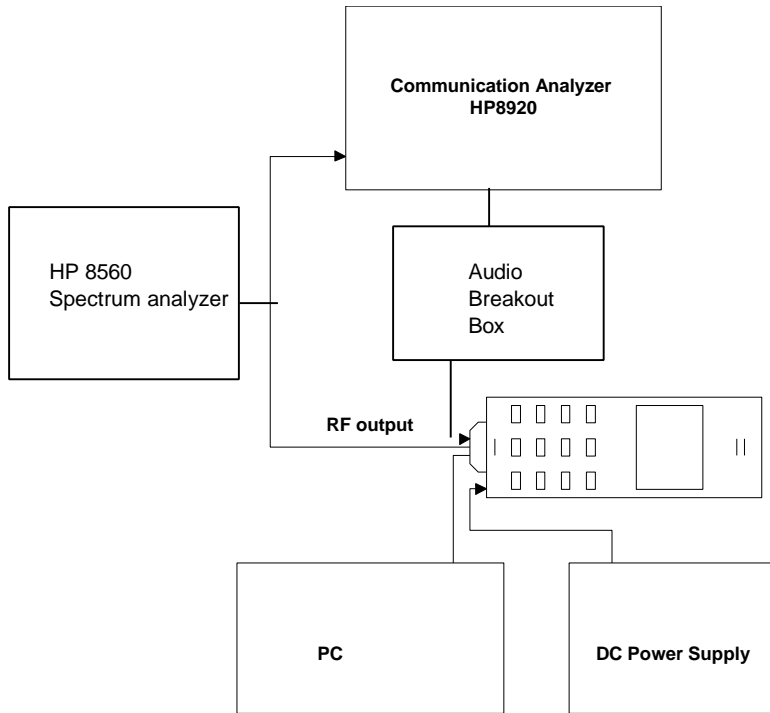 Communication Analyzer
HP8920
HP 8560
Spectrum analyzer
Audio
Breakout
Box
RF output
PC
DC Power Supply